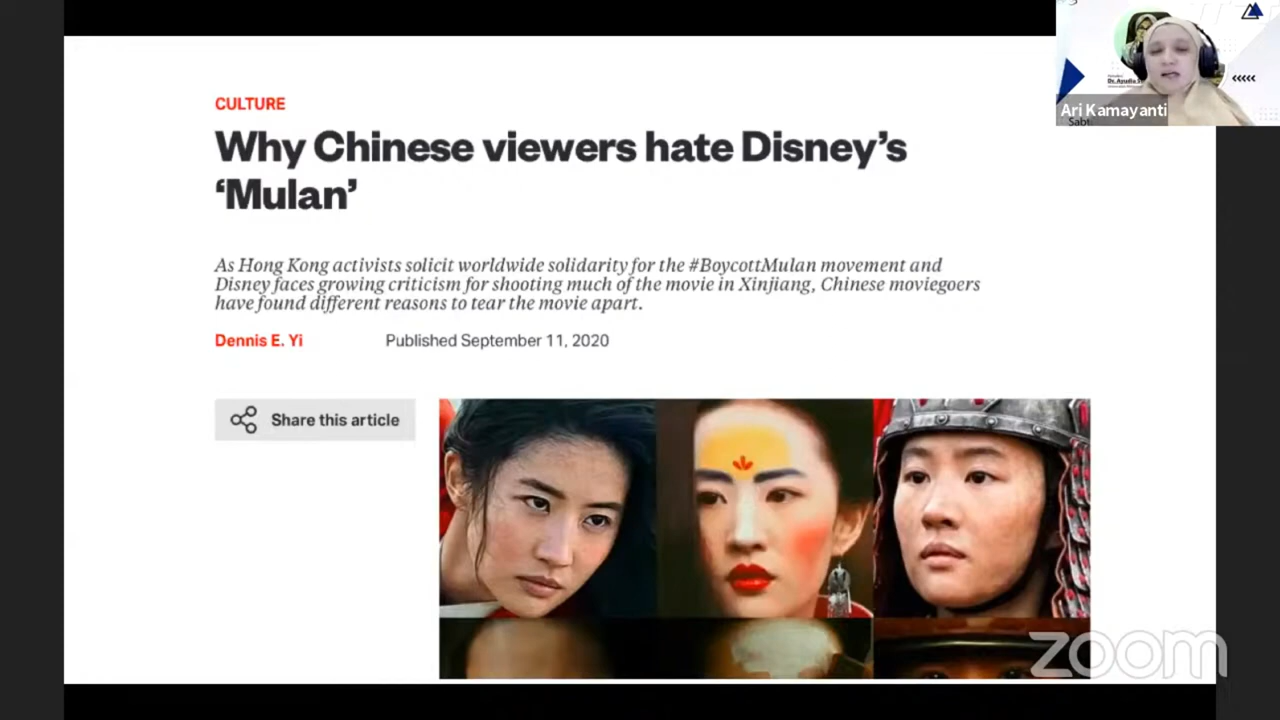 CULTURE
Why Chinese viewers hate Disney's
'Mulan'
As Hong Kong activists solicit worldwide solidarity for the #BoycottMulan movement and
Disney faces growing criticism for shooting much of the movie in Xinjiang, Chinese moviegoers
have found different reasons to tear the movie apart.
Dennis E. Yi Published September 11, 2020
Share this article
Ari Kamayanti
zoom